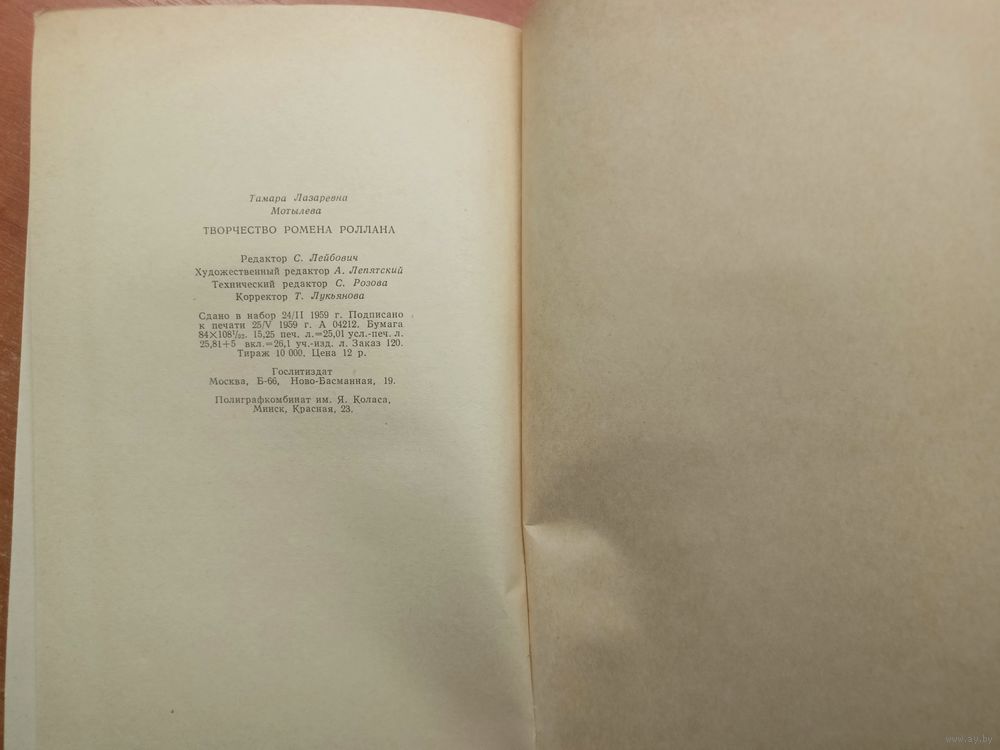 Тамара Лазаревна
Мотылева
ТВОРЧЕСТВО РОМЕНА РОЛЛАНА
Редактор С. Лейбович
Художественный редактор А. Лепятский
Технический редактор С. Розова
Корректор Т. Лукьянова
Сдано в набор 24/II 1959 г. Подписано
к печати 25/V 1959 г. А 04212. Бумага
84×108¹/₃₂. 15,25 печ. л.=25,01 усл.-печ. л.
25,81+5 вкл.=26,1 уч.-изд. л. Заказ 120.
Тираж 10 000. Цена 12 р.
Гослитиздат
Москва, Б-66, Ново-Басманная, 19.
Полиграфкомбинат им. Я. Коласа,
Минск, Красная, 23.
www.ay.by